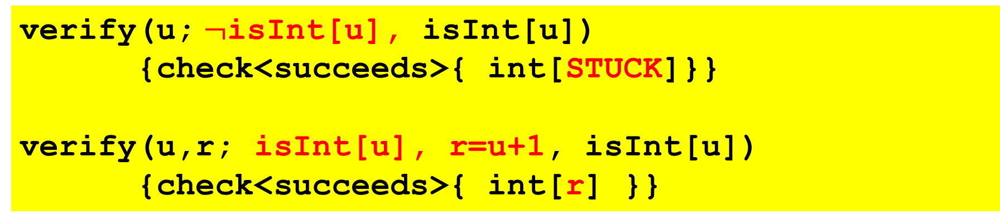 verify(u; ¬isInt[u], isInt[u])
{check<succeeds>{ int[STUCK]}}
verify(u,r; isInt[u], r=u+1, isInt[u])
{check<succeeds>{ int[r] }}